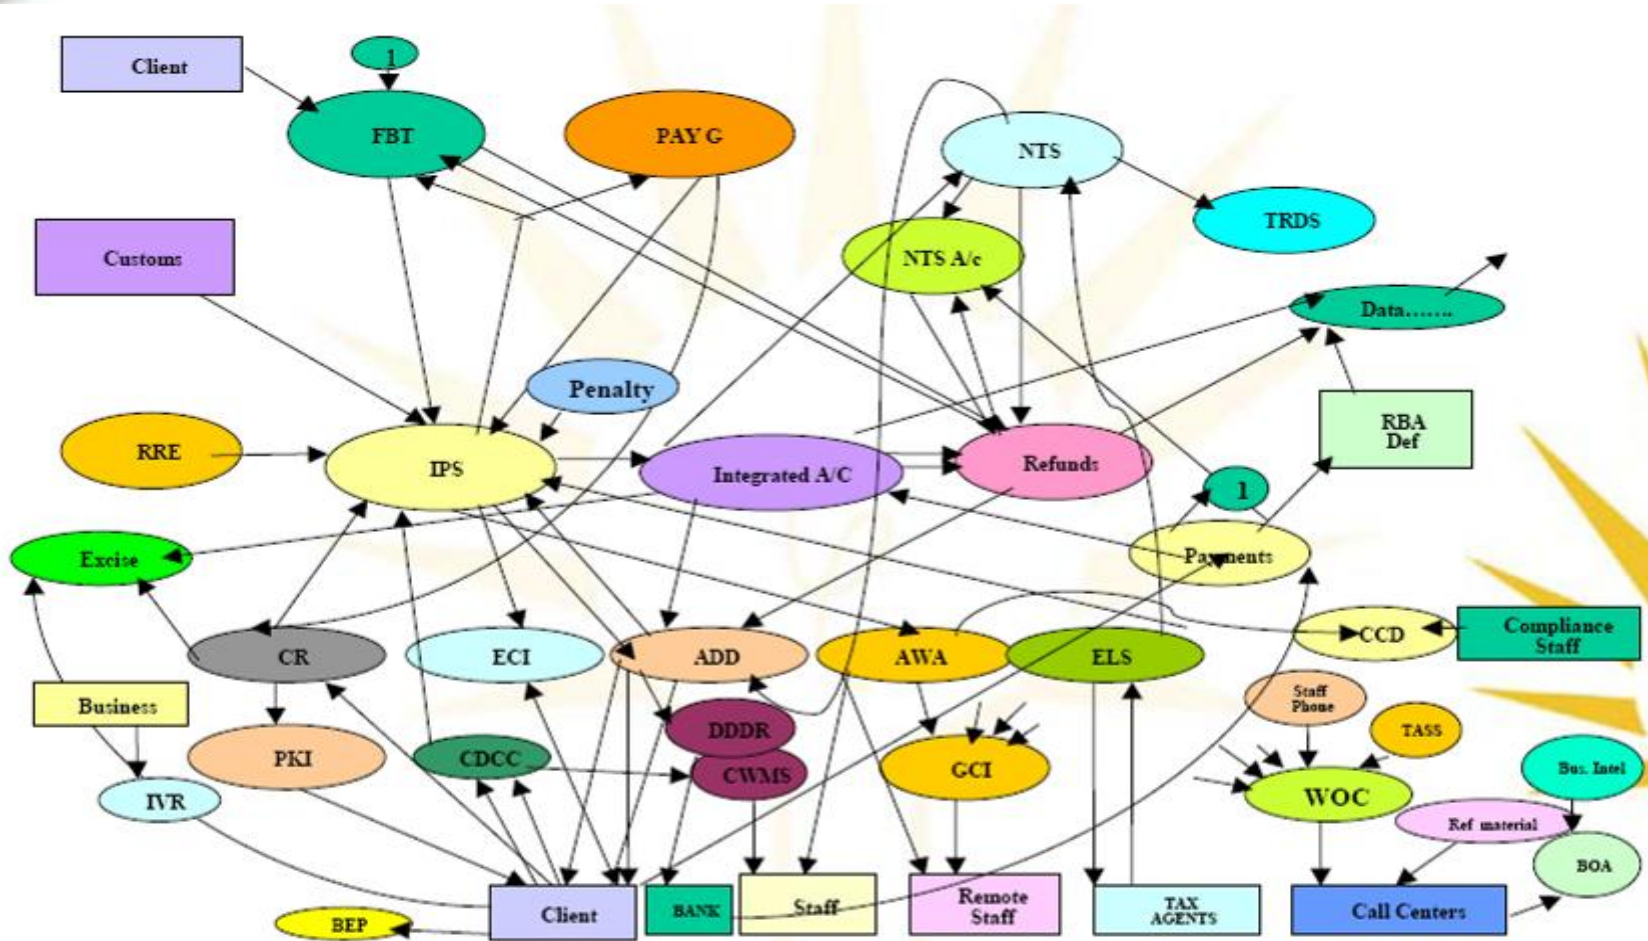 1
Client
FBT
PAY G
NTS
TRDS
Customs
NTS A/c
Data.......
Penalty
RRE
IPS
Integrated A/C
Refunds
RBA
Def
1
Excise
Payments
CR
ECI
ADD
AWA
ELS
CCD
Compliance
Staff
Business
Staff
Phone
DDDR
TASS
PKI
CDCC
CWMS
GCI
Bus. Intel
IVR
WOC
Ref material
BOA
BEP
Client
BANK
Staff
Remote
Staff
TAX
AGENTS
Call Centers